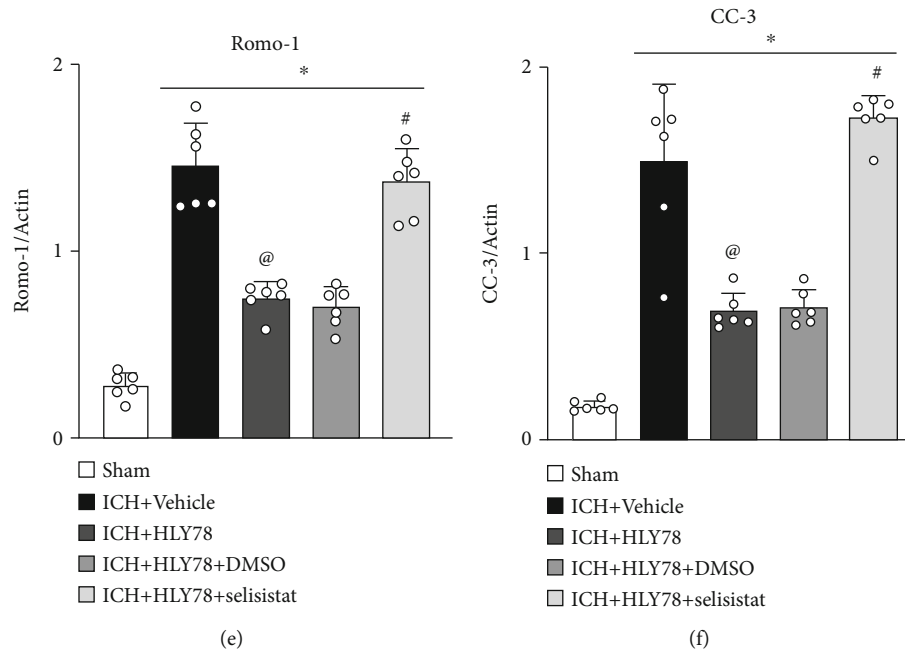 Romo-1
*
2
#
@
1
0
Romo-1/Actin
Sham
ICH+Vehicle
ICH+HLY78
ICH+HLY78+DMSO
ICH+HLY78+selisistat
(e)
CC-3
*
2
#
@
1
0
CC-3/Actin
Sham
ICH+Vehicle
ICH+HLY78
ICH+HLY78+DMSO
ICH+HLY78+selisistat
(f)